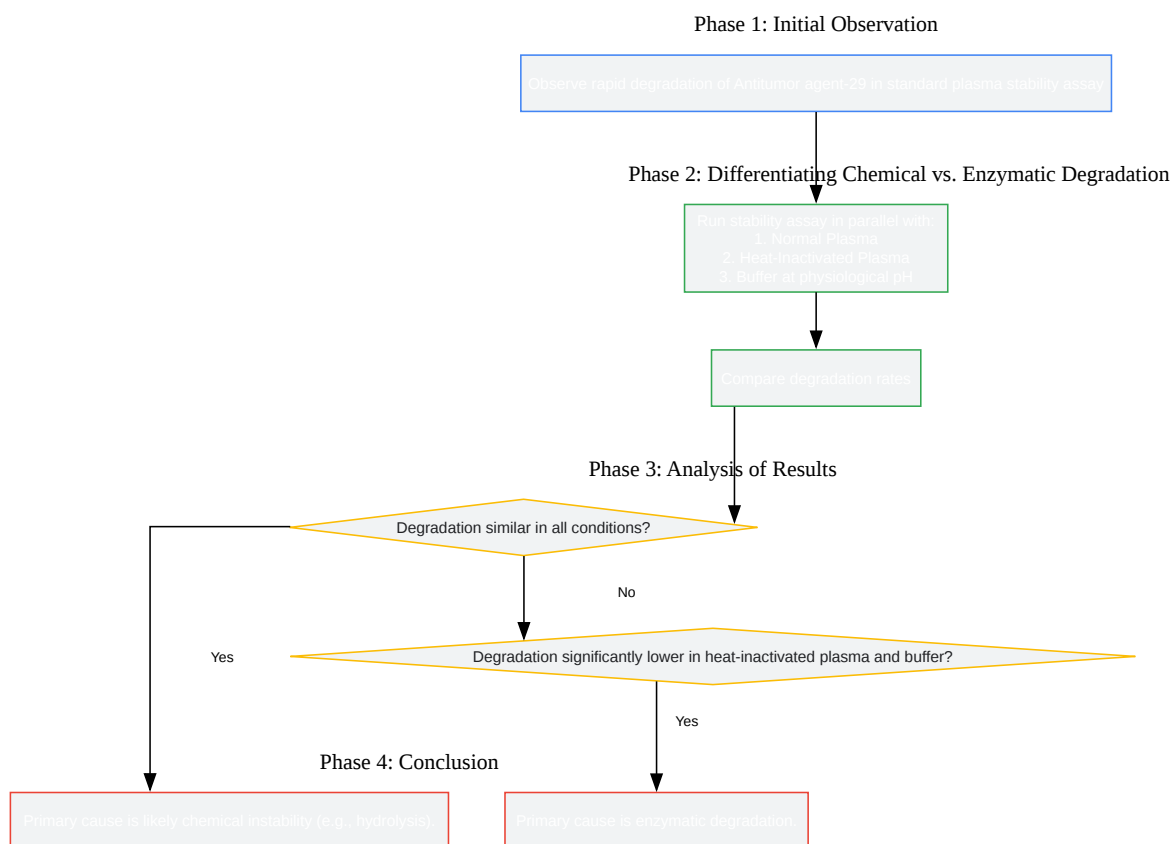 Phase 1: Initial Observation
Observe rapid degradation of Antitumor agent-29 in standard plasma stability assay
Phase 2: Differentiating Chemical vs. Enzymatic Degradation
Run stability assay in parallel with:
1. Normal Plasma
2. Heat-Inactivated Plasma
3. Buffer at physiological pH
Compare degradation rates
Phase 3: Analysis of Results
Degradation similar in all conditions?
No
Degradation significantly lower in heat-inactivated plasma and buffer?
Yes
Yes
Phase 4: Conclusion
Primary cause is likely chemical instability (e.g., hydrolysis).
Primary cause is enzymatic degradation.